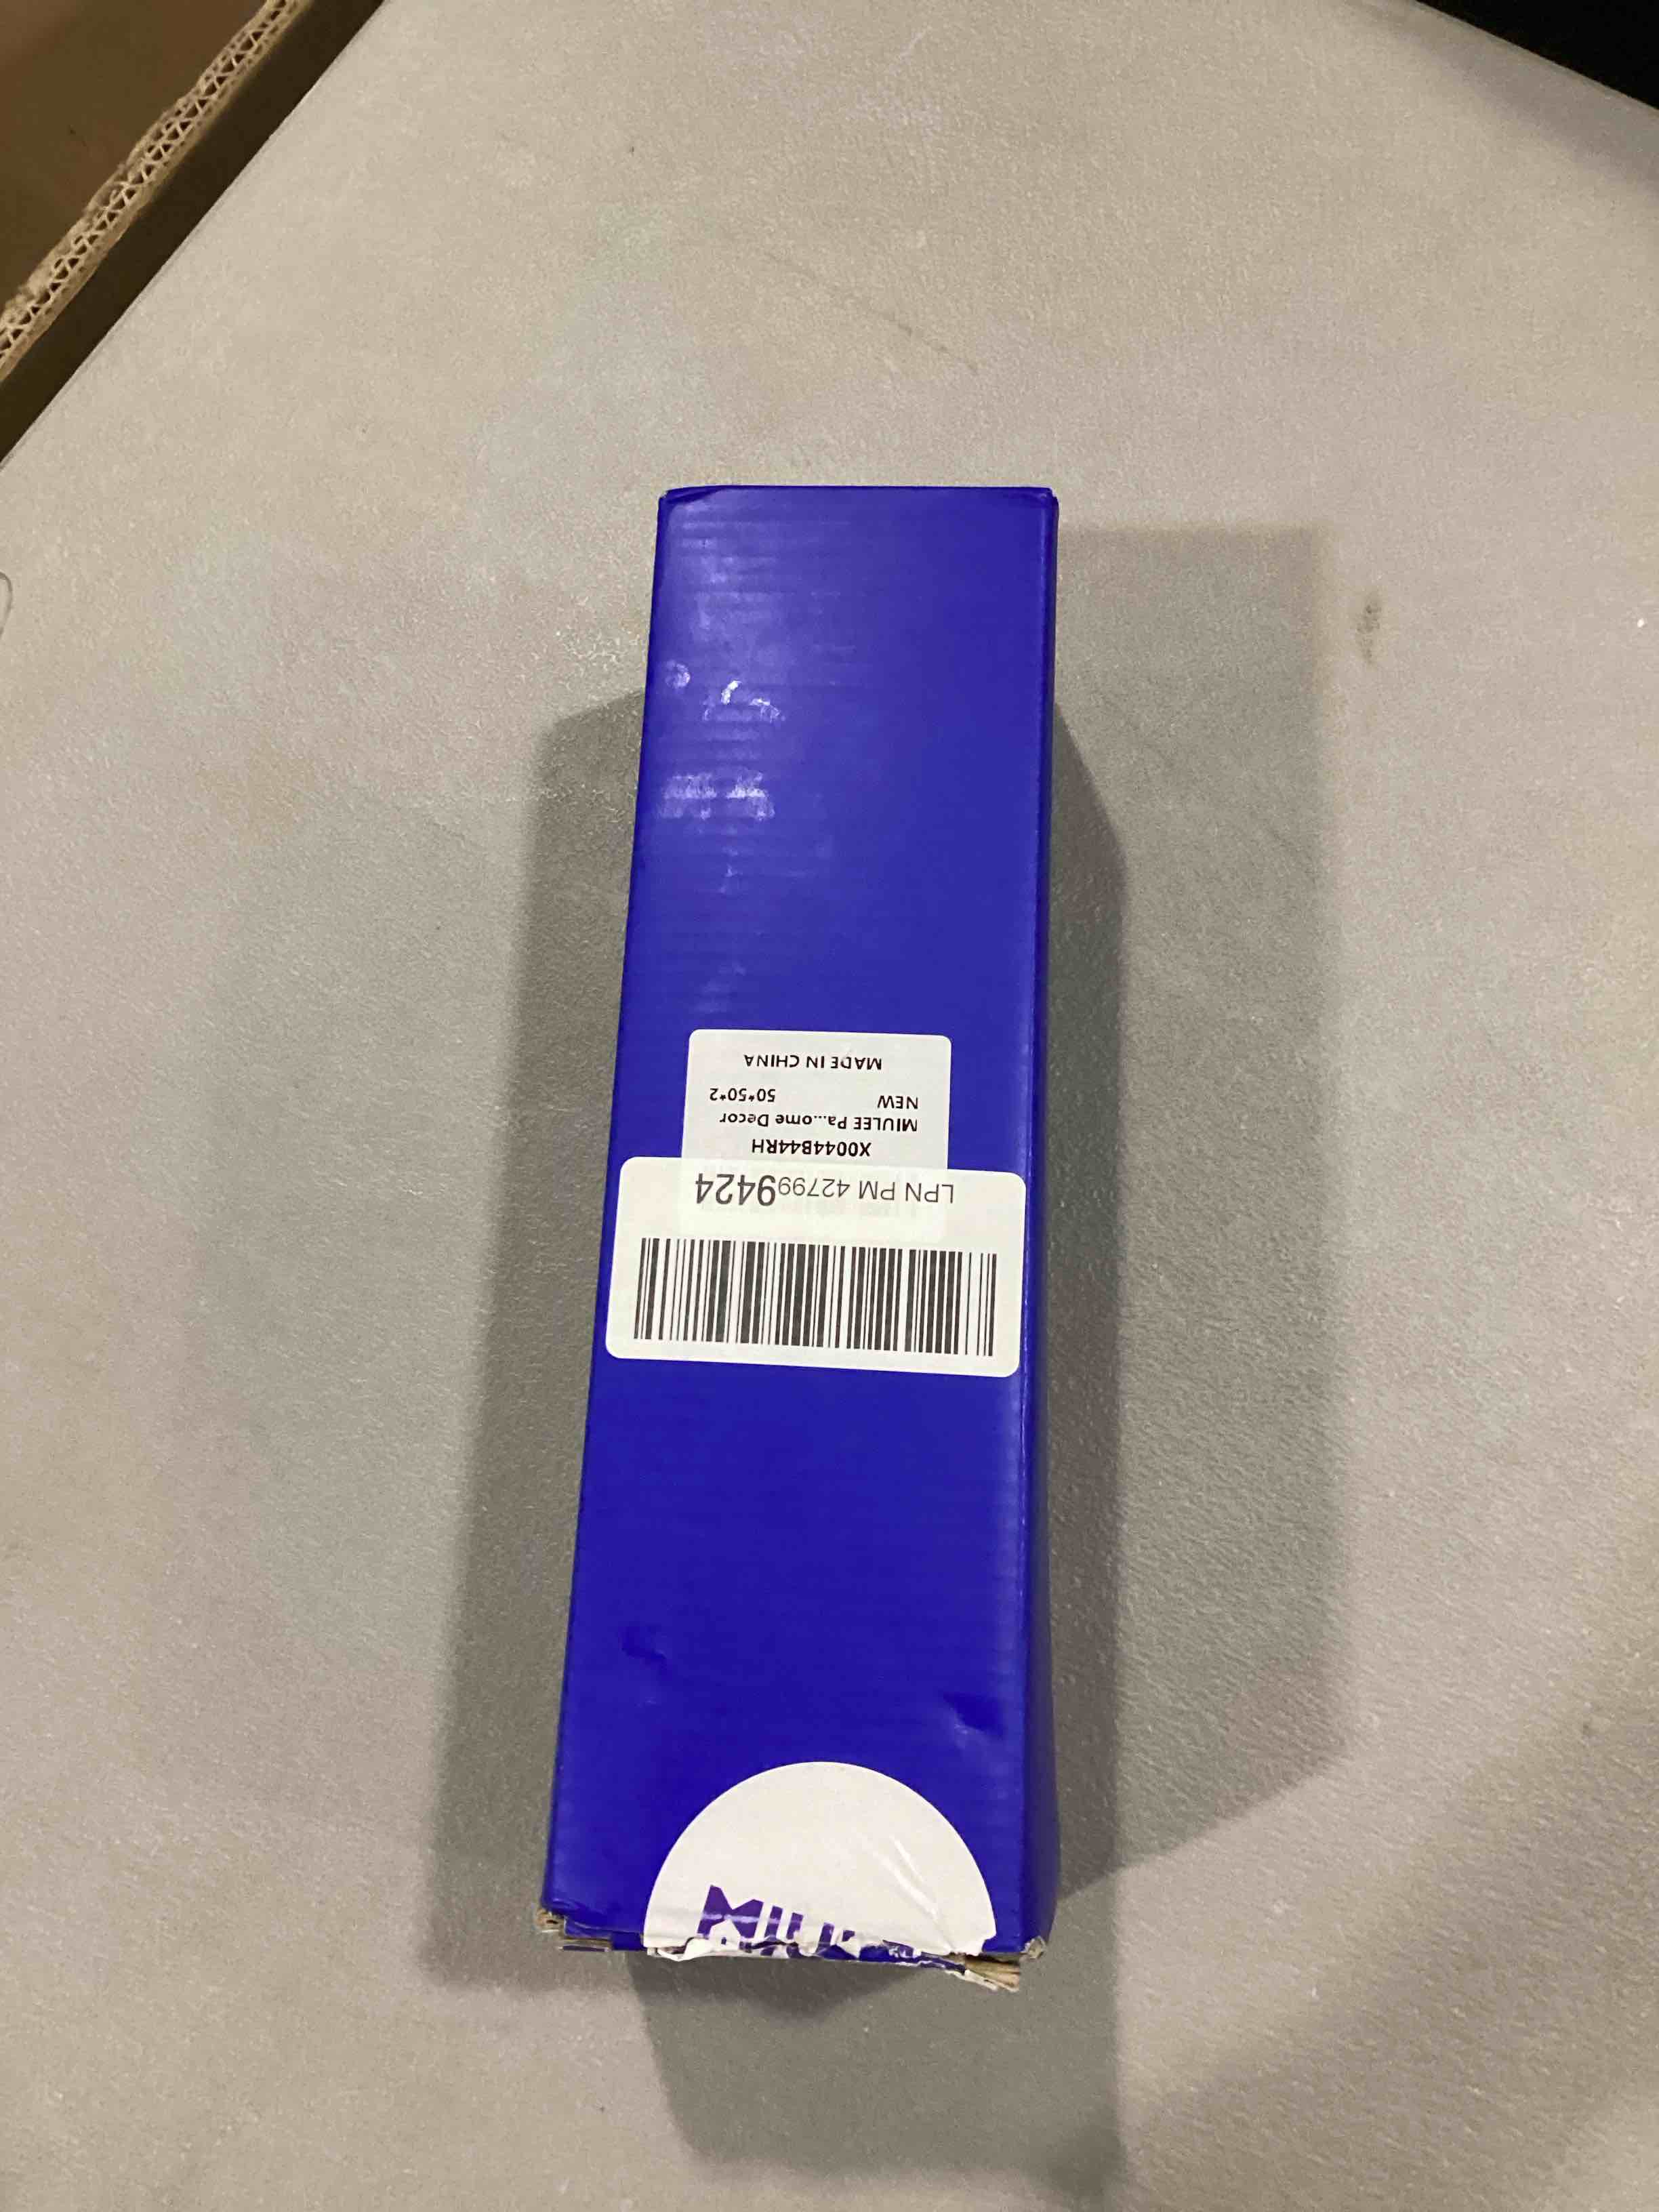 LPN PM 427999424
X0044B44RH
MIULEE Pa...ome Decor
NEW 50*50*2
MADE IN CHINA